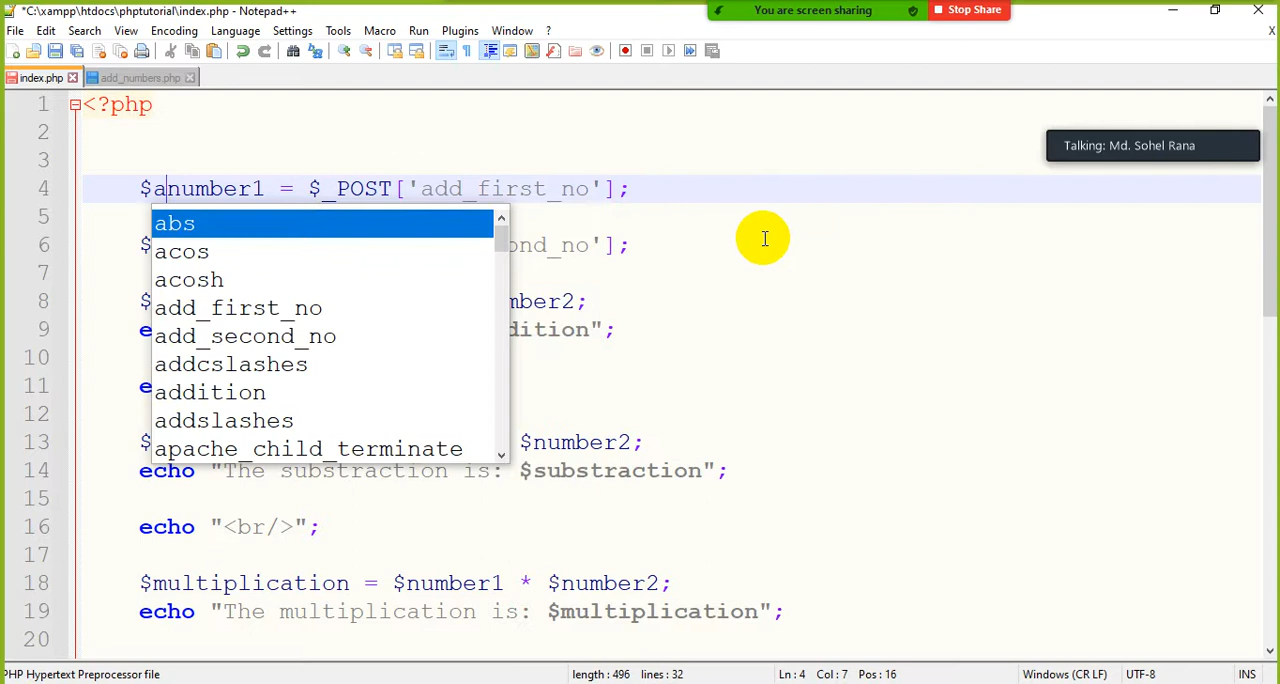 *C:\xampp\htdocs\phptutorial\index.php - Notepad++
You are screen sharing
Stop Share
File Edit Search View Encoding Language Settings Tools Macro Run Plugins Window ? X
index.php add_numbers.php
1 <?php
2
3
Talking: Md. Sohel Rana
4 $anumber1 = $_POST['add_first_no'];
5
abs
6 $ ond_no'];
acos
7
acosh
8 $ mber2;
add_first_no
9 e dition";
add_second_no
10
addcslashes
11 e
addition
12
addslashes
13 $ $number2;
apache_child_terminate
14 echo "The substraction is: $substraction";
15
16 echo "<br/>";
17
18 $multiplication = $number1 * $number2;
19 echo "The multiplication is: $multiplication";
20
PHP Hypertext Preprocessor file length : 496 lines : 32 Ln : 4 Col : 7 Pos : 16 Windows (CR LF) UTF-8 INS